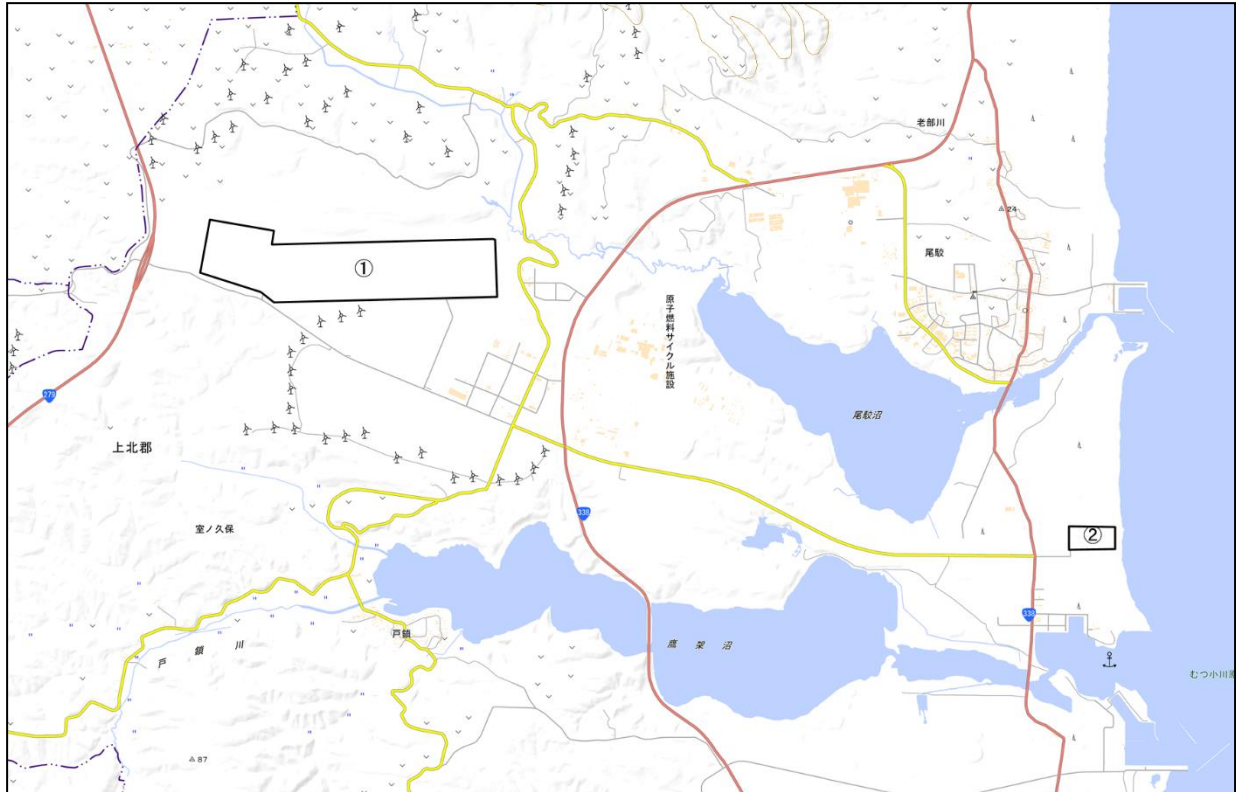 老部川
24
尾駮
①
原子燃料サイクル施設
279
尾駮沼
上北郡
338
室ノ久保
②
338
戸鎖
戸鎖川
鷹架沼
むつ小川原
87